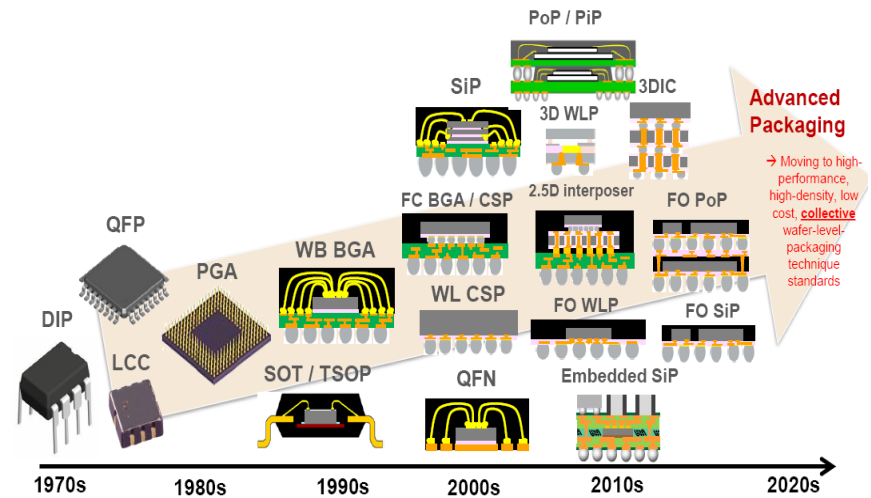 PoP / PiP
SiP
3DIC
3D WLP
Advanced
Packaging
→ Moving to high-
performance,
high-density, low
cost, collective
wafer-level-
packaging
technique
standards
FC BGA / CSP
2.5D interposer
FO PoP
QFP
PGA
WB BGA
WL CSP
FO WLP
FO SiP
DIP
LCC
SOT / TSOP
QFN
Embedded SiP
1970s
1980s
1990s
2000s
2010s
2020s